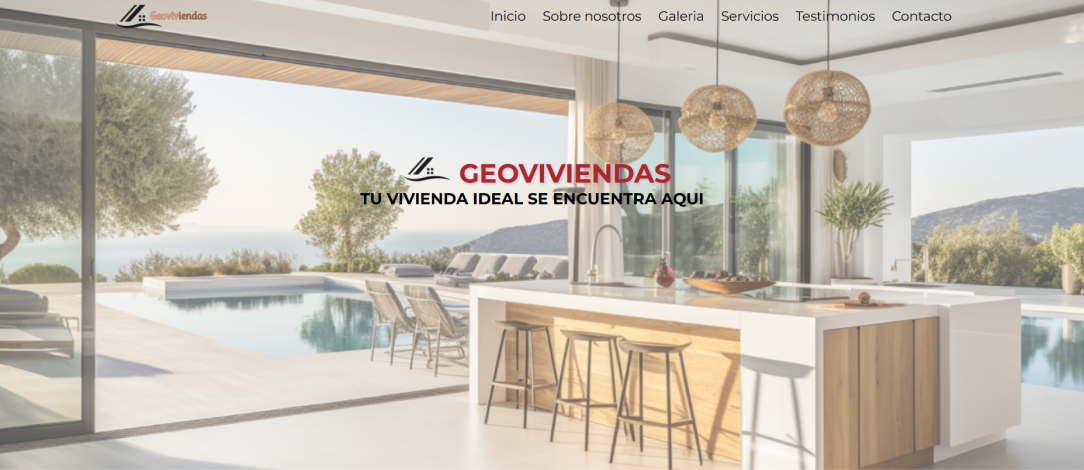 Geoviviendas
Inicio Sobre nosotros Galeria Servicios Testimonios Contacto
GEOVIVIENDAS
TU VIVIENDA IDEAL SE ENCUENTRA AQUI